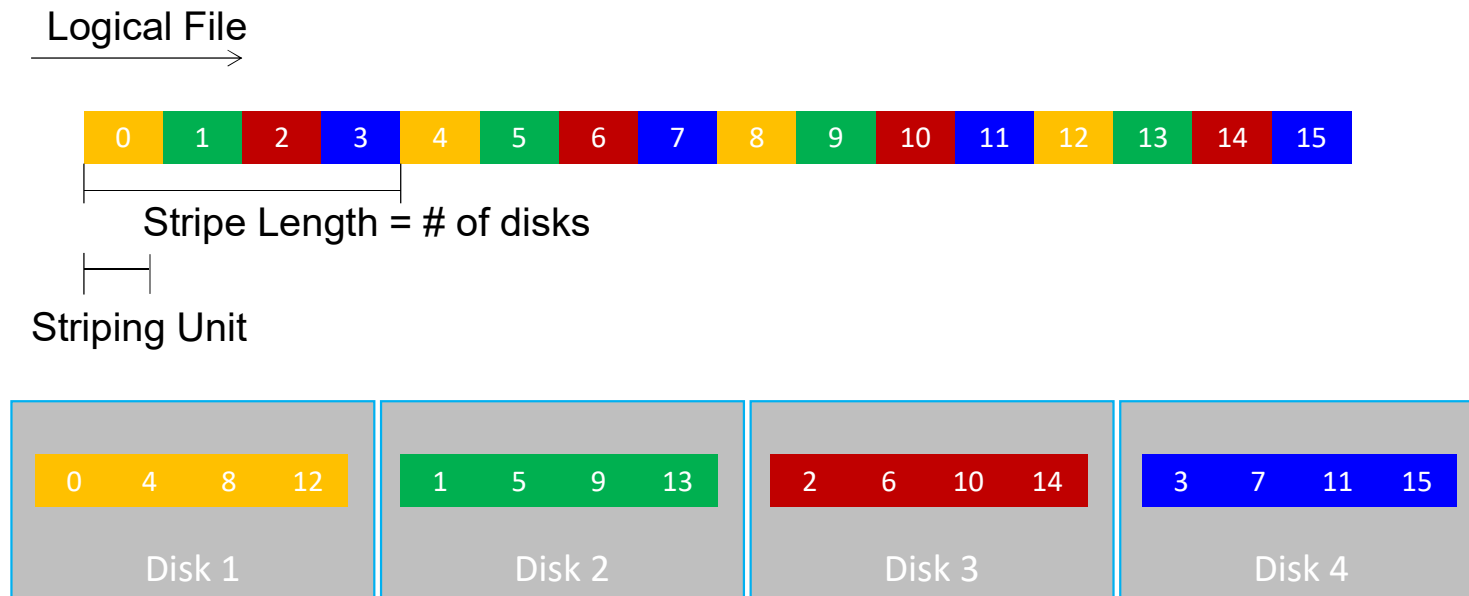 Logical File
0 1 2 3 4 5 6 7 8 9 10 11 12 13 14 15
Stripe Length = # of disks
Striping Unit
0 4 8 12
1 5 9 13
2 6 10 14
3 7 11 15
Disk 1
Disk 2
Disk 3
Disk 4